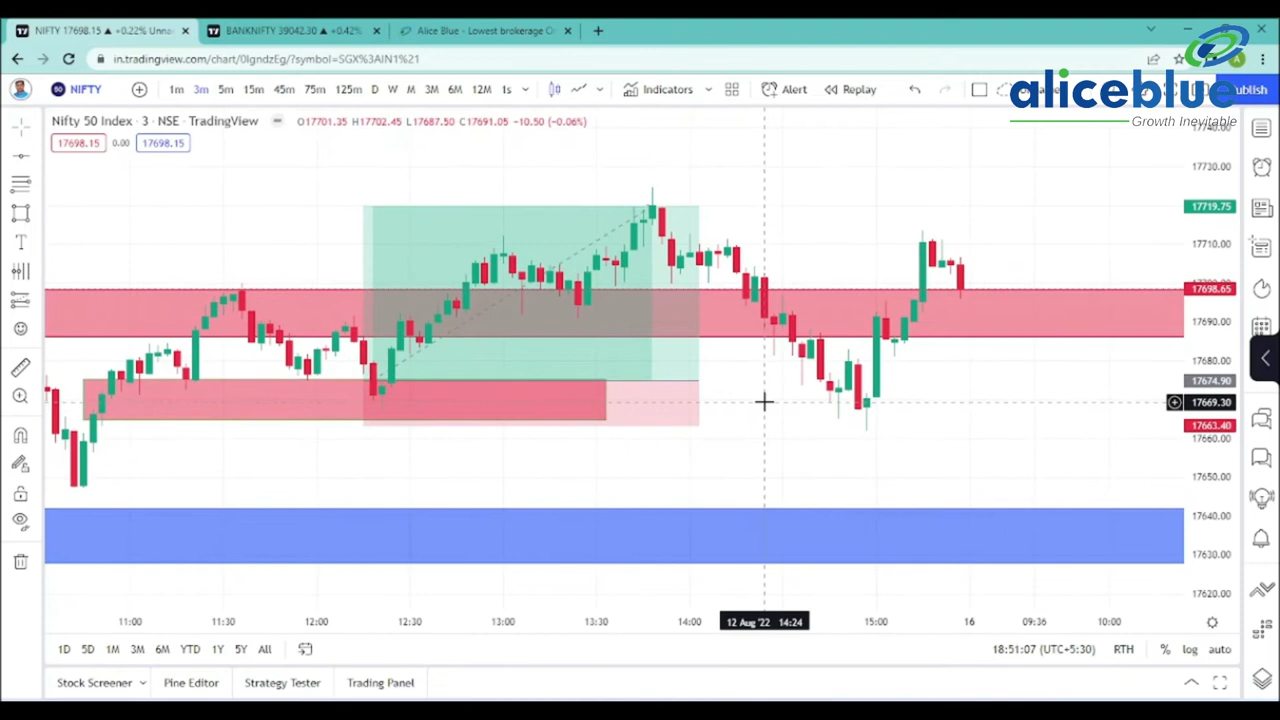 NIFTY 17698.15 ▲ +0.22% Unna
BANKNIFTY 39042.30 ▲ +0.42%
Alice Blue - Lowest brokerage O
in.tradingview.com/chart/0IgndzEg/?symbol=SGX%3AIN1%21
NIFTY
1m 3m 5m 15m 45m 75m 125m D W M 3M 6M 12M 1s
Indicators
Alert
Replay
Publish
aliceblue
Growth Inevitable
Nifty 50 Index · 3 · NSE · TradingView
O17701.35 H17702.45 L17687.50 C17691.05 −10.50 (−0.06%)
17698.15 0.00 17698.15
17740.00
17730.00
17719.75
17710.00
17698.65
17690.00
17680.00
17674.90
17669.30
17663.40
17660.00
17650.00
17640.00
17630.00
17620.00
11:00 11:30 12:00 12:30 13:00 13:30 14:00 12 Aug '22 14:24 15:00 16 09:36 10:00
1D 5D 1M 3M 6M YTD 1Y 5Y All
18:51:07 (UTC+5:30) RTH % log auto
Stock Screener Pine Editor Strategy Tester Trading Panel